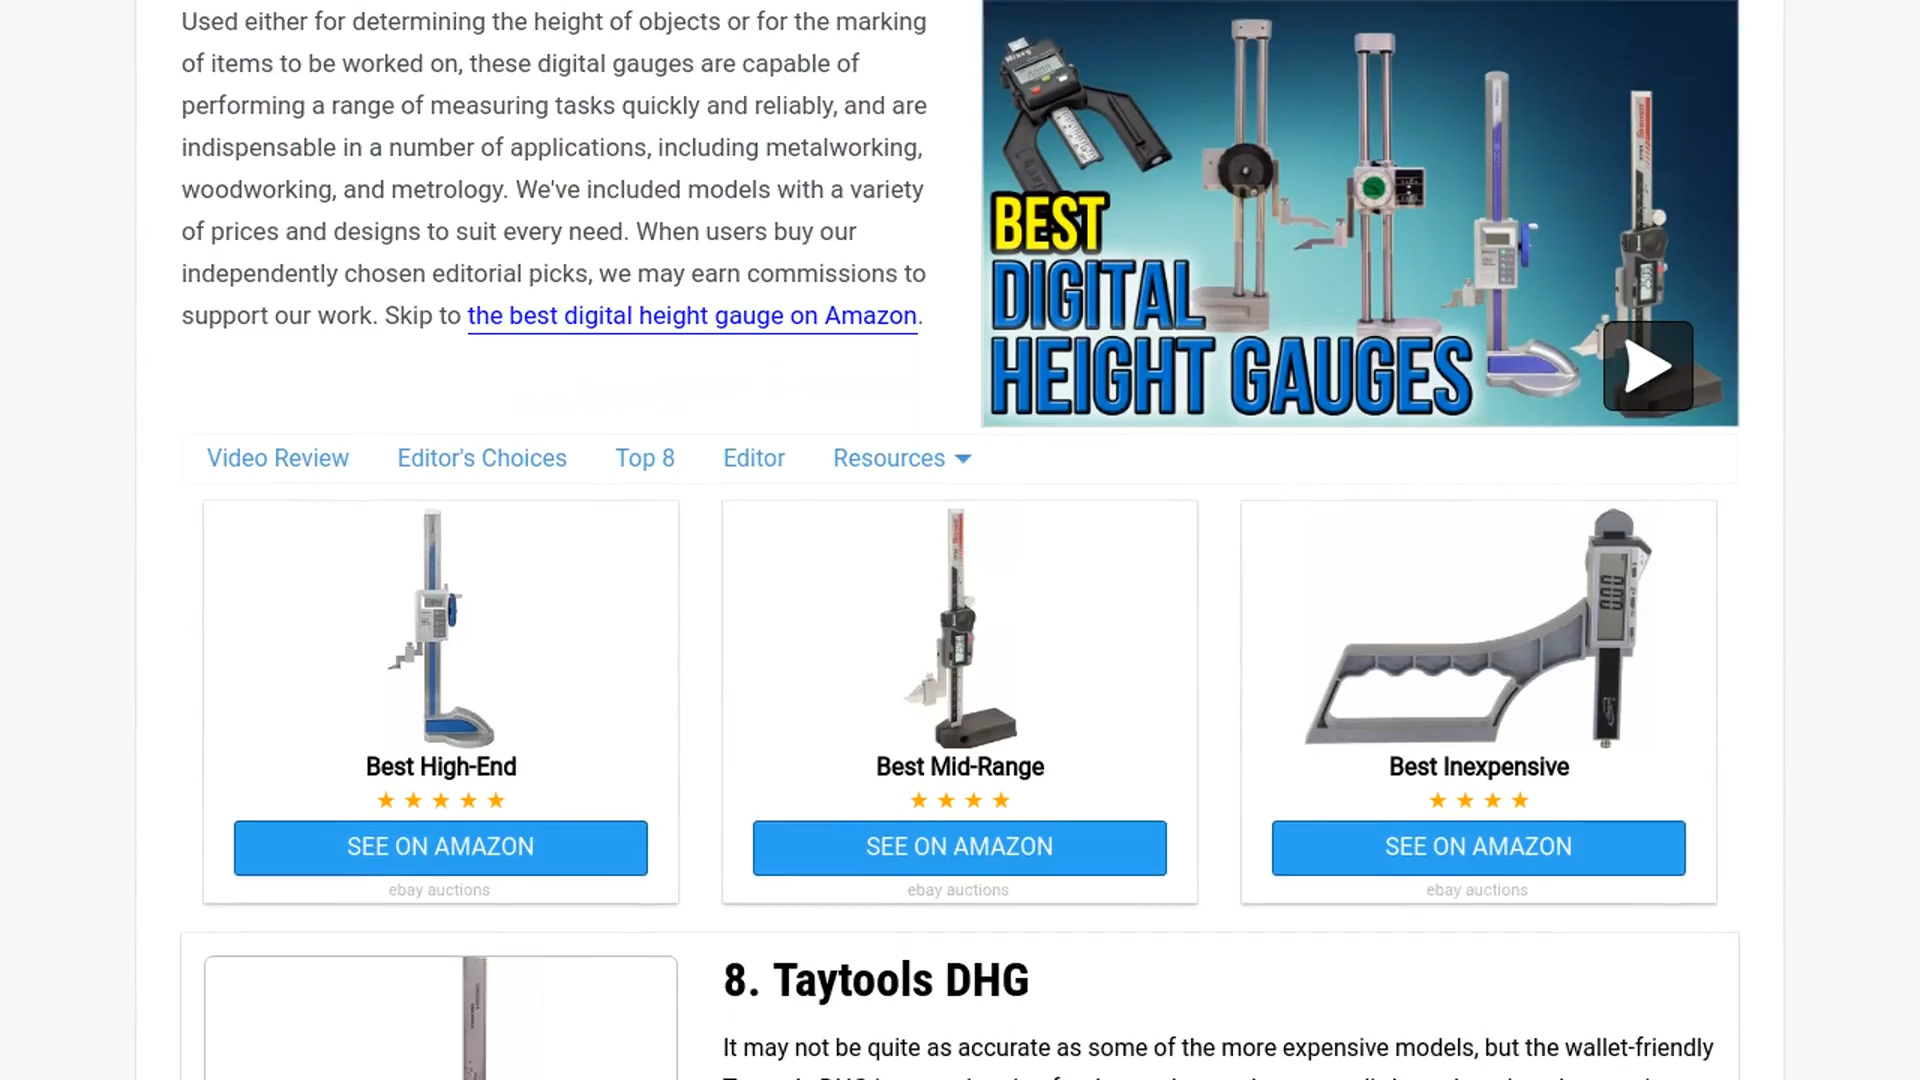 Used either for determining the height of objects or for the marking
of items to be worked on, these digital gauges are capable of
performing a range of measuring tasks quickly and reliably, and are
indispensable in a number of applications, including metalworking,
woodworking, and metrology. We've included models with a variety
of prices and designs to suit every need. When users buy our
independently chosen editorial picks, we may earn commissions to
support our work. Skip to the best digital height gauge on Amazon.
BEST
DIGITAL
HEIGHT GAUGES
Video Review Editor's Choices Top 8 Editor Resources
Best High-End
SEE ON AMAZON
ebay auctions
Best Mid-Range
SEE ON AMAZON
ebay auctions
0.00
Best Inexpensive
SEE ON AMAZON
ebay auctions
8. Taytools DHG
It may not be quite as accurate as some of the more expensive models, but the wallet-friendly